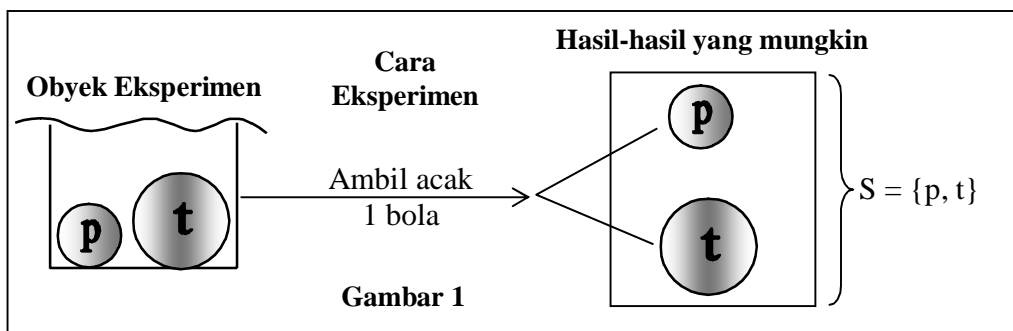 Obyek Eksperimen
p
t
Cara
Eksperimen
Ambil acak
1 bola
Gambar 1
Hasil-hasil yang mungkin
p
t
S = {p, t}